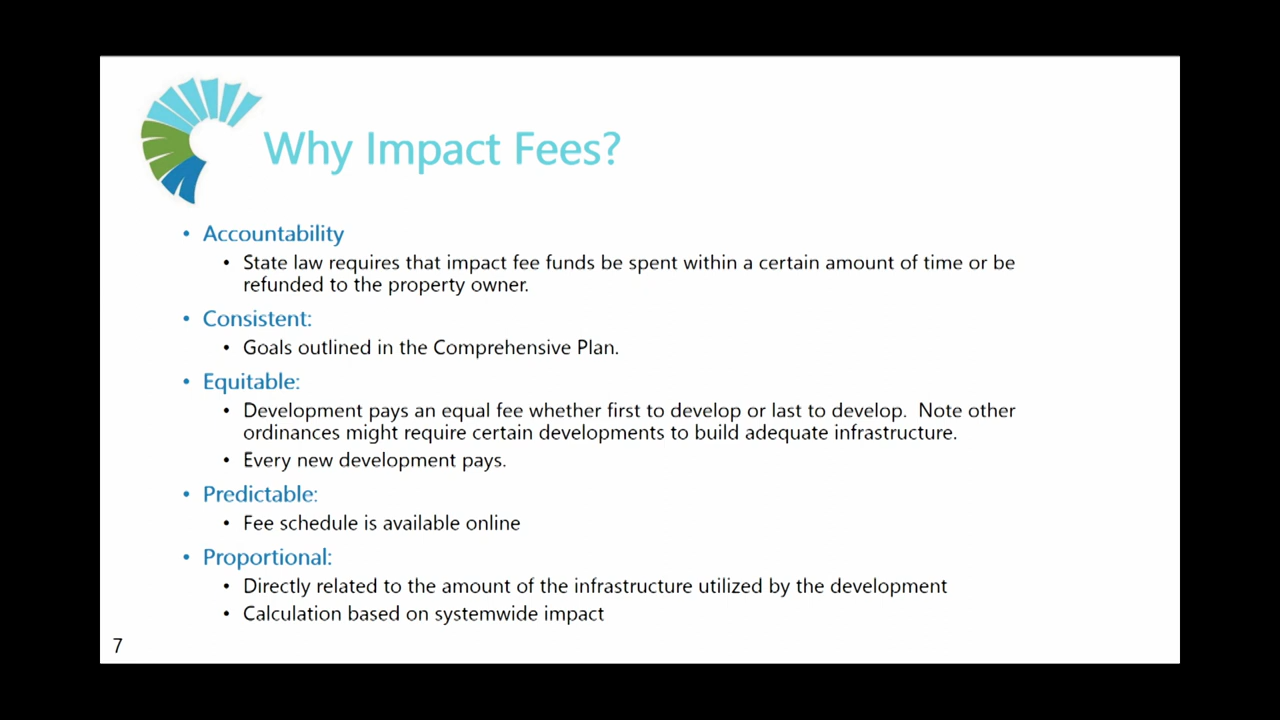 Why Impact Fees?
• Accountability
• State law requires that impact fee funds be spent within a certain amount of time or be
refunded to the property owner.
• Consistent:
• Goals outlined in the Comprehensive Plan.
• Equitable:
• Development pays an equal fee whether first to develop or last to develop.  Note other
ordinances might require certain developments to build adequate infrastructure.
• Every new development pays.
• Predictable:
• Fee schedule is available online
• Proportional:
• Directly related to the amount of the infrastructure utilized by the development
• Calculation based on systemwide impact
7